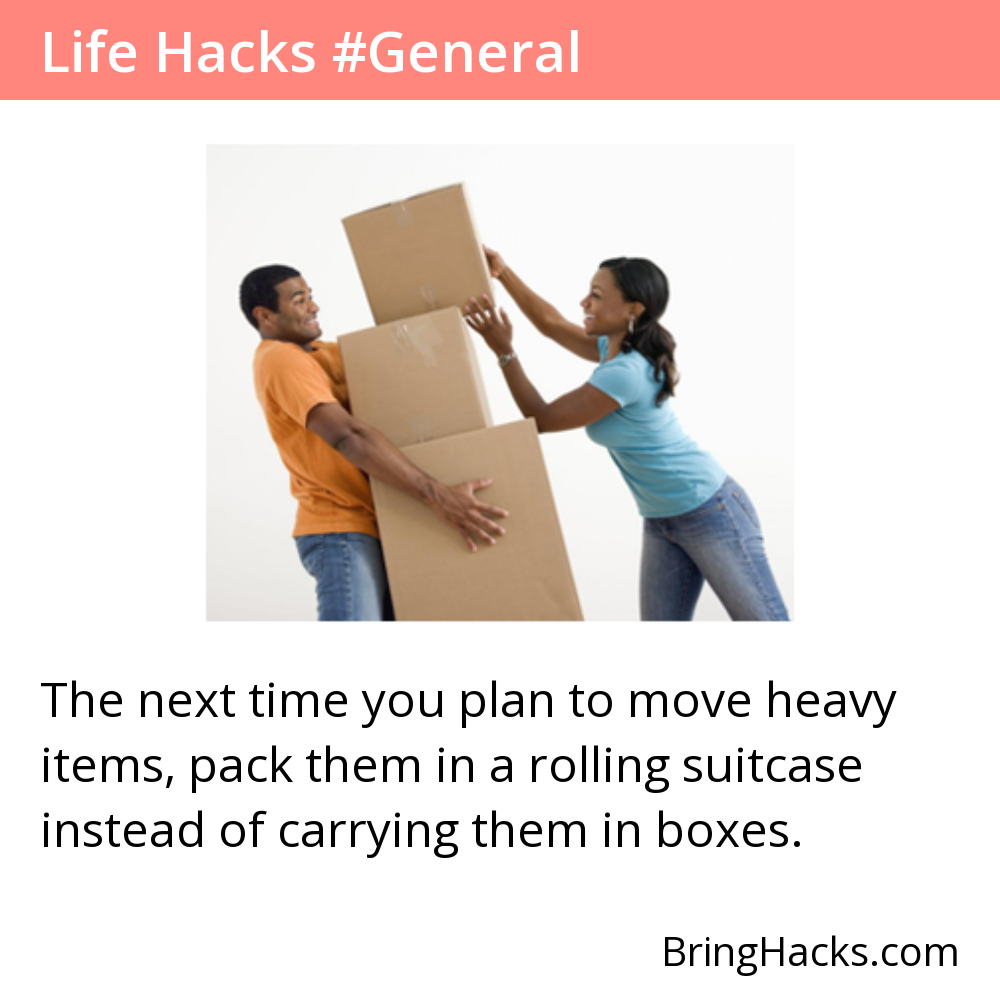 Life Hacks #General
The next time you plan to move heavy
items, pack them in a rolling suitcase
instead of carrying them in boxes.
BringHacks.com